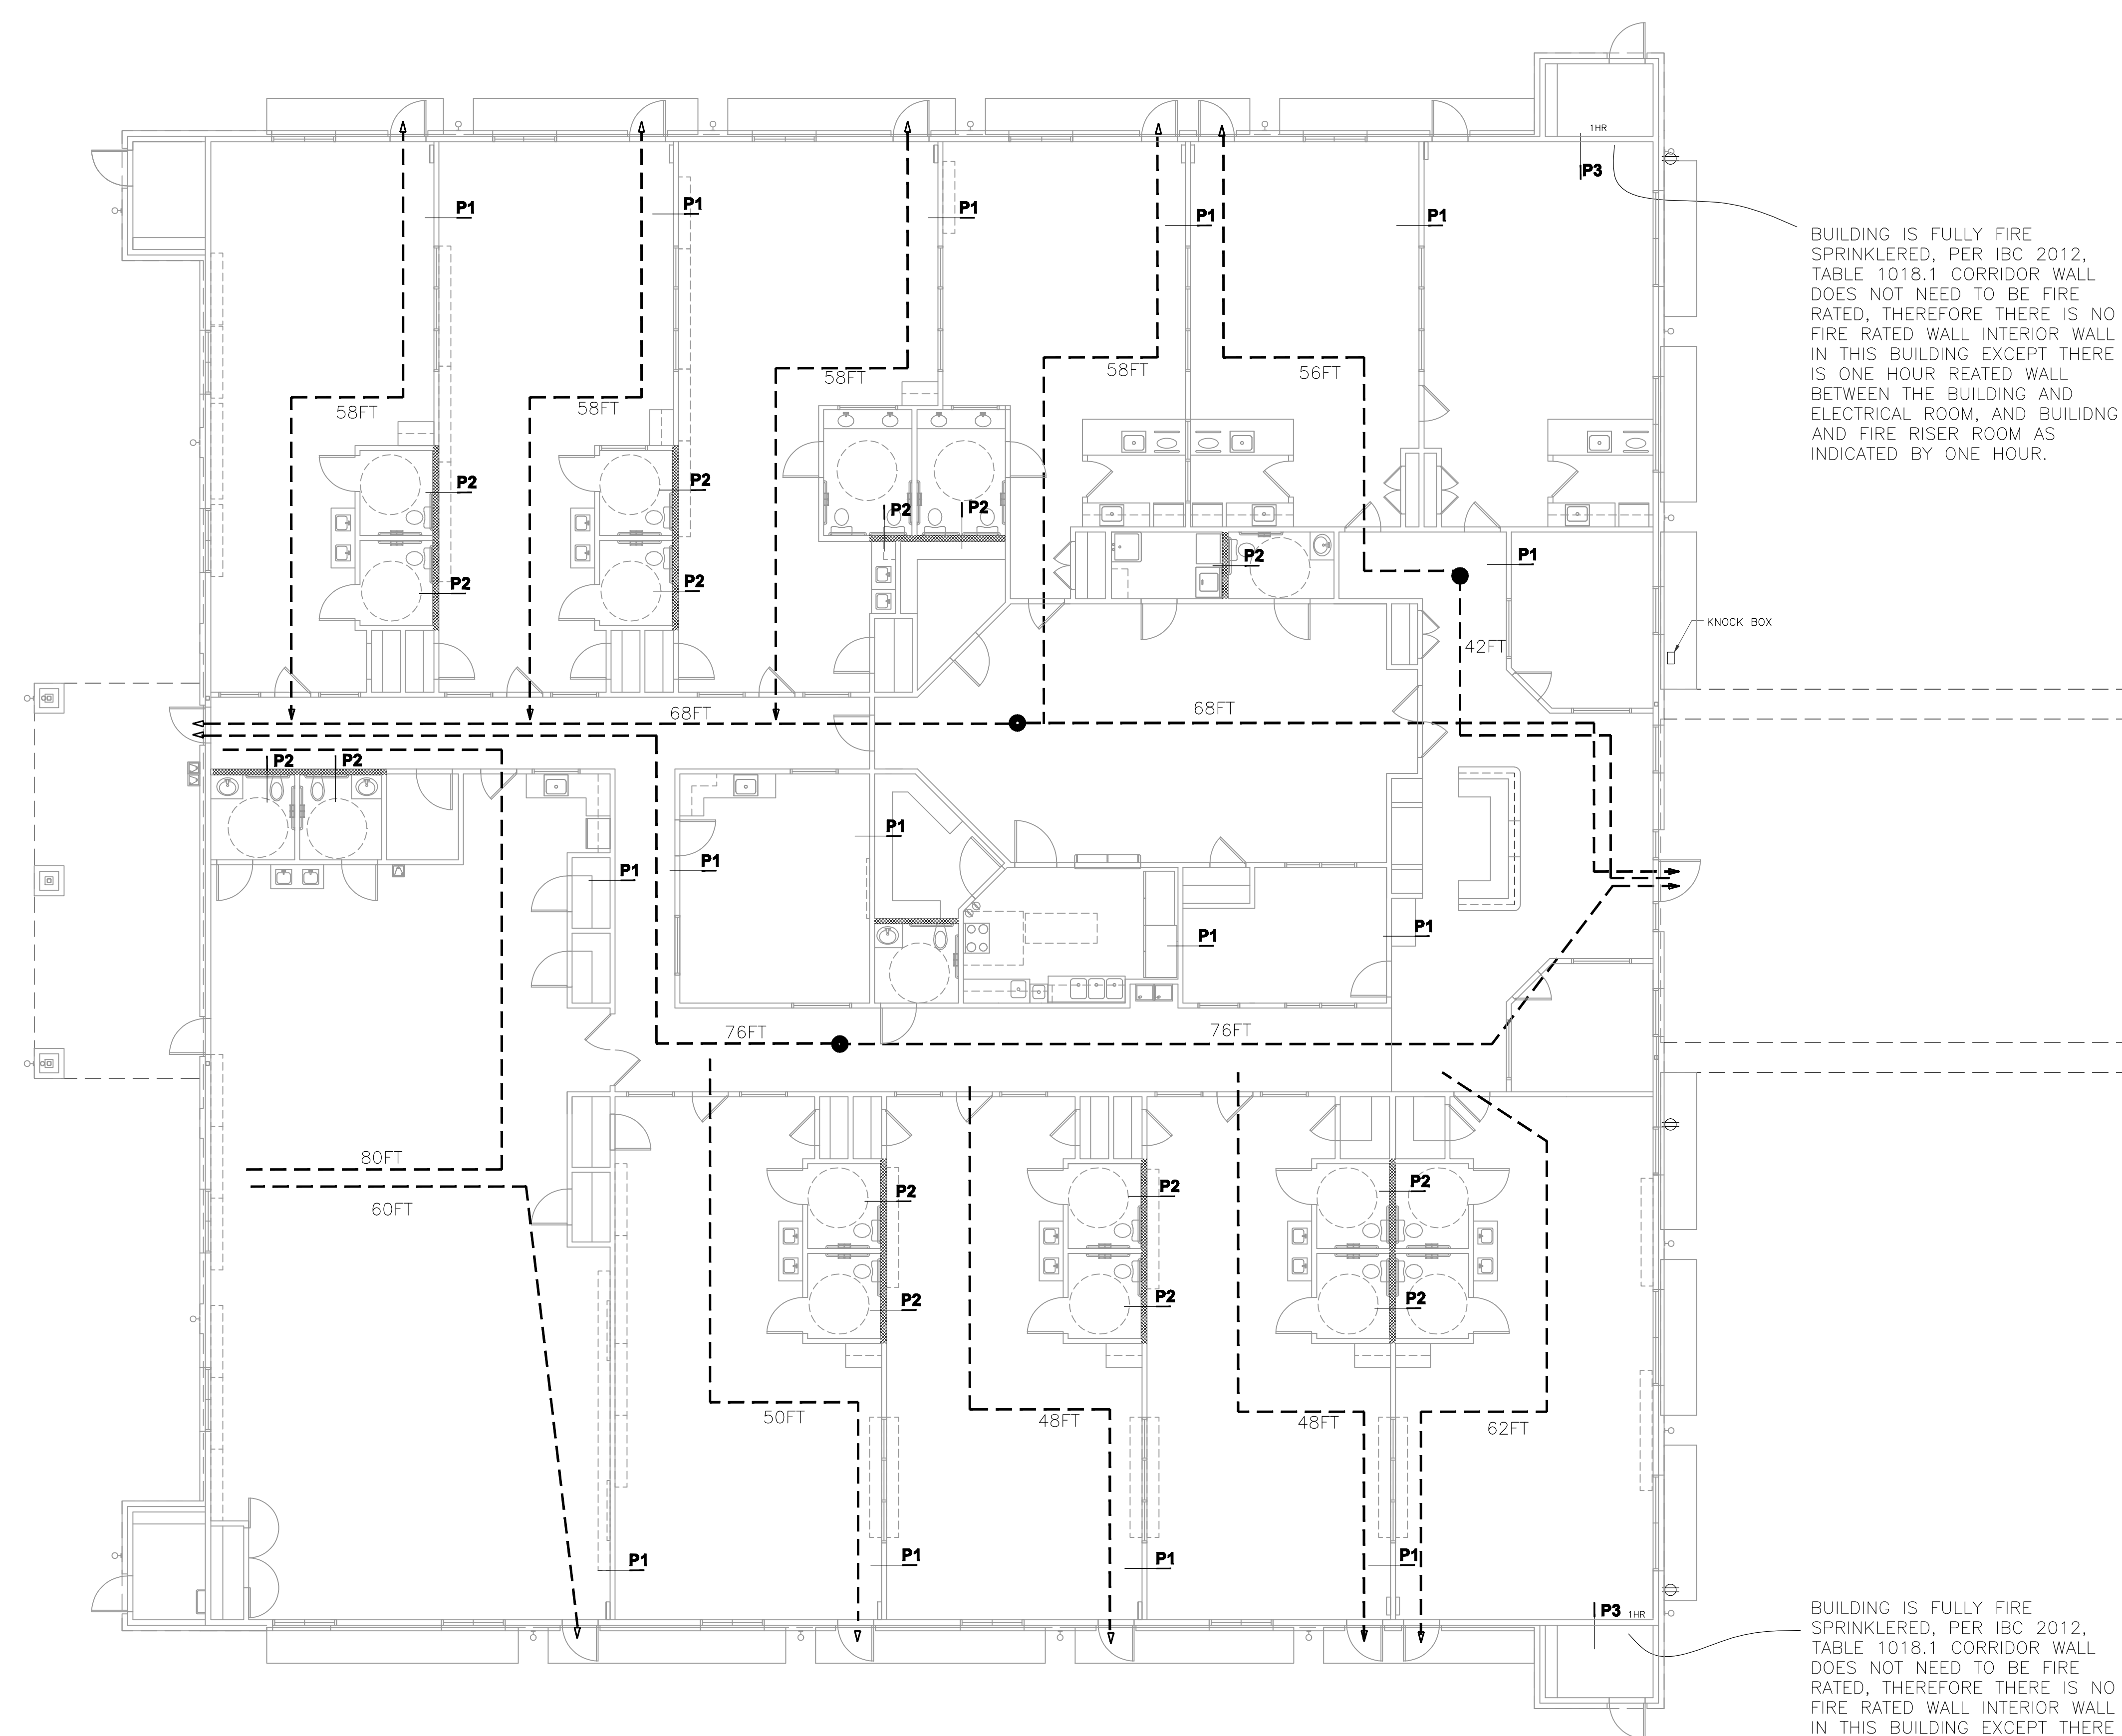 1HR
P3
P1
P1
P1
P1
P1
BUILDING IS FULLY FIRE
SPRINKLERED, PER IBC 2012,
TABLE 1018.1 CORRIDOR WALL
DOES NOT NEED TO BE FIRE
RATED, THEREFORE THERE IS NO
FIRE RATED WALL INTERIOR WALL
IN THIS BUILDING EXCEPT THERE
IS ONE HOUR REATED WALL
BETWEEN THE BUILDING AND
ELECTRICAL ROOM, AND BUILIDNG
AND FIRE RISER ROOM AS
INDICATED BY ONE HOUR.
58FT
58FT
58FT
58FT
56FT
P2
P2
P2
P2
P2
P1
P2
P2
KNOCK BOX
42FT
68FT
68FT
P2
P2
P1
P1
P1
P1
P1
76FT
76FT
80FT
60FT
P2
P2
P2
P2
P2
P2
50FT
48FT
48FT
62FT
P1
P1
P1
P1
P3
1HR
BUILDING IS FULLY FIRE
SPRINKLERED, PER IBC 2012,
TABLE 1018.1 CORRIDOR WALL
DOES NOT NEED TO BE FIRE
RATED, THEREFORE THERE IS NO
FIRE RATED WALL INTERIOR WALL
IN THIS BUILDING EXCEPT THERE